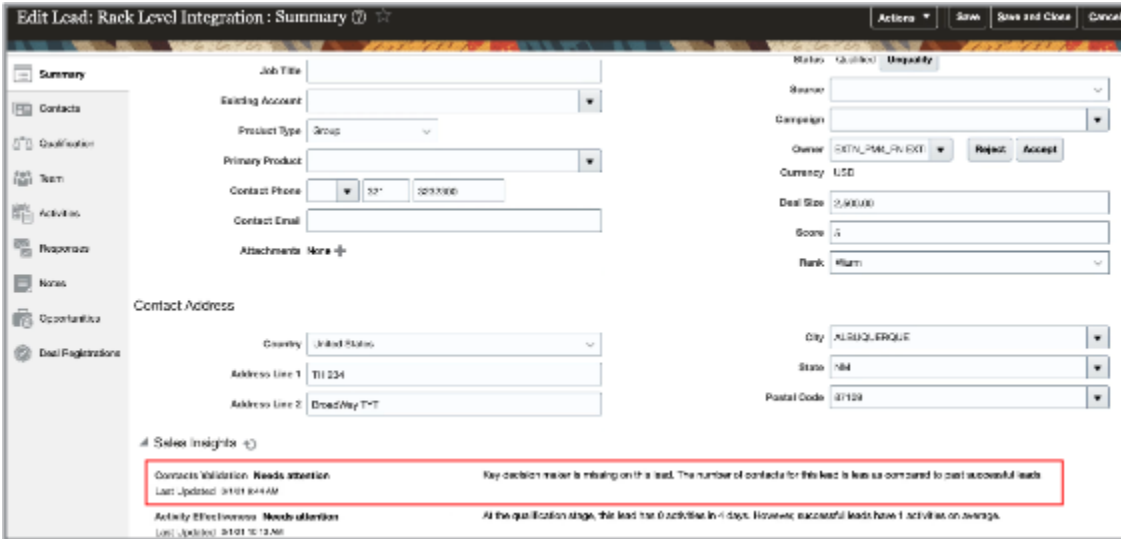 Edit Lead: Rack Level Integration : Summary
Actions Save Save and Close Cancel
Summary
Contacts
Qualification
Team
Activities
Responses
Notes
Opportunities
Deal Registrations
Job Title
Existing Account
Product Type Group
Primary Product
Contact Phone 321
Contact Email
Attachments None
Status Qualified Unqualify
Source
Campaign
Owner Reject Accept
Currency USD
Deal Size
Score
Rank Warm
Contact Address
Country United States
Address Line 1 TH 234
Address Line 2 BroadWay TYT
City ALBUQUERQUE
State NM
Postal Code
Sales Insights
Contacts Validation Needs attention
Key decision maker is missing on this lead. The number of contacts for this lead is less as compared to past successful leads
Last Updated
Activity Effectiveness Needs attention
At the qualification stage, this lead has 0 activities in 4 days. However, successful leads have 1 activities on average.
Last Updated